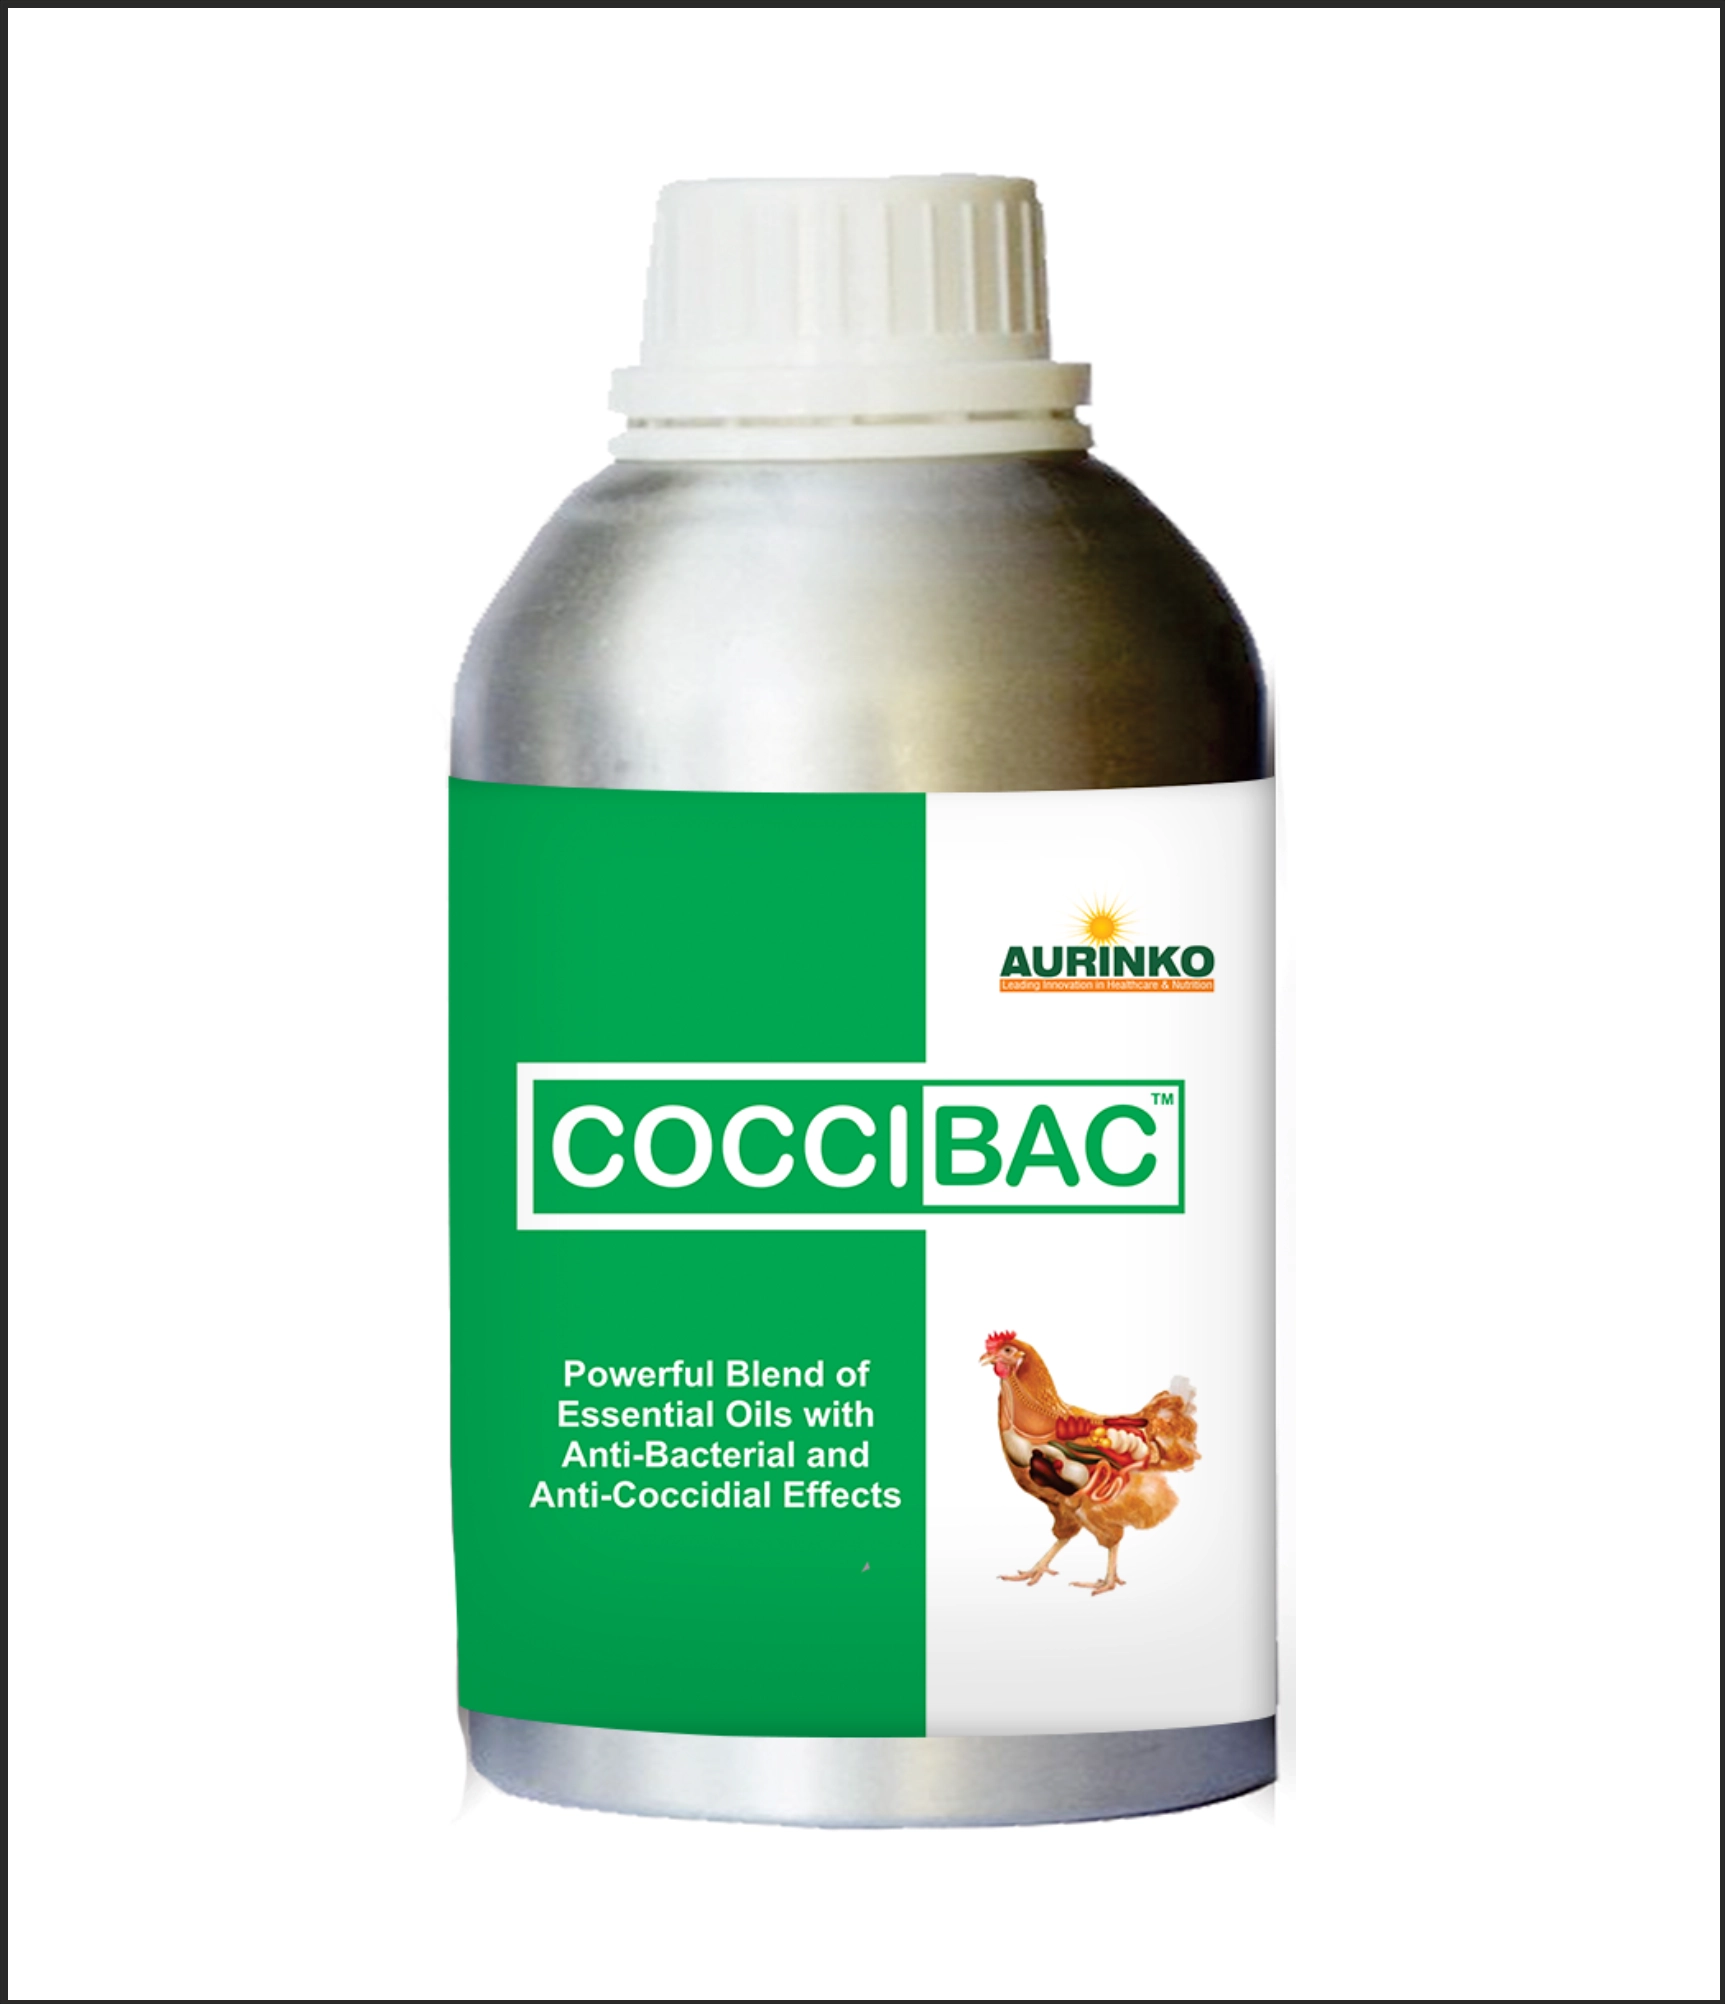 AURINKO
Leading Innovation in Healthcare & Nutrition
COCCIBAC™
Powerful Blend of
Essential Oils with
Anti-Bacterial and
Anti-Coccidial Effects